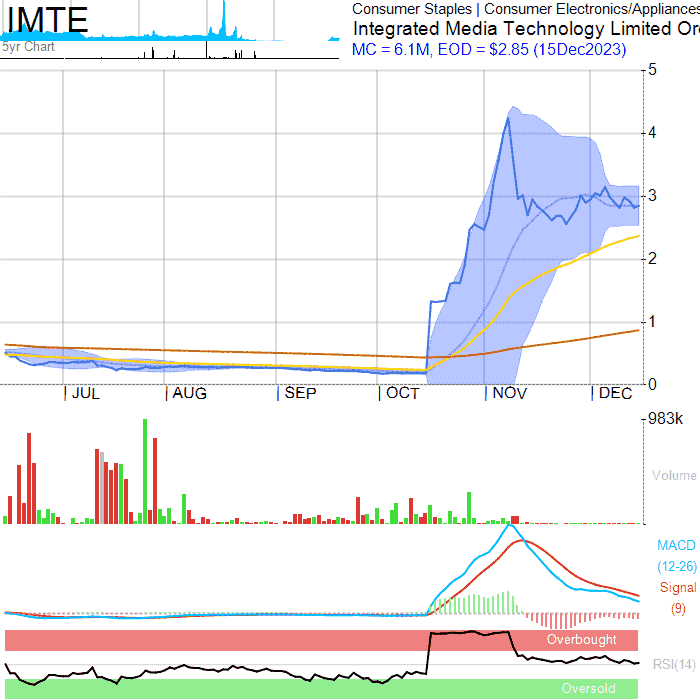 IMTE
5yr Chart
Consumer Staples | Consumer Electronics/Appliances
Integrated Media Technology Limited Or
MC = 6.1M, EOD = $2.85 (15Dec2023)
5
4
3
2
1
0
JUL AUG SEP OCT NOV DEC
983k
Volume
MACD
(12-26)
Signal
(9)
Overbought
RSI(14)
Oversold